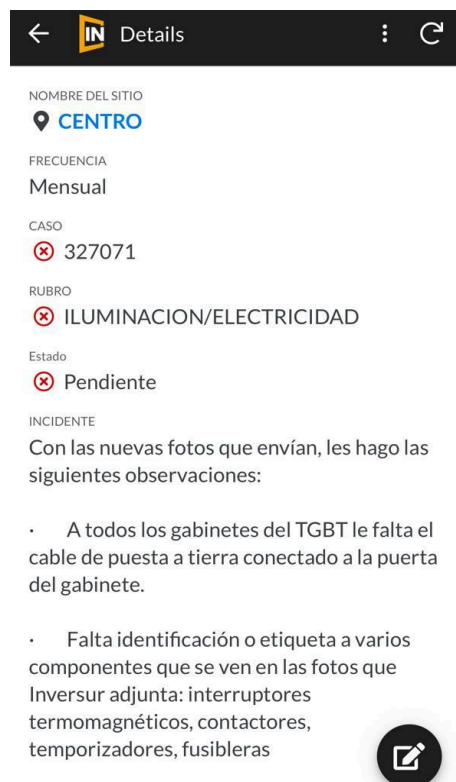 IN Details
NOMBRE DEL SITIO
CENTRO
FRECUENCIA
Mensual
CASO
327071
RUBRO
ILUMINACION/ELECTRICIDAD
Estado
Pendiente
INCIDENTE
Con las nuevas fotos que envían, les hago las
siguientes observaciones:
· A todos los gabinetes del TGBT le falta el
cable de puesta a tierra conectado a la puerta
del gabinete.
· Falta identificación o etiqueta a varios
componentes que se ven en las fotos que
Inversur adjunta: interruptores
termomagnéticos, contactores,
temporizadores, fusibleras